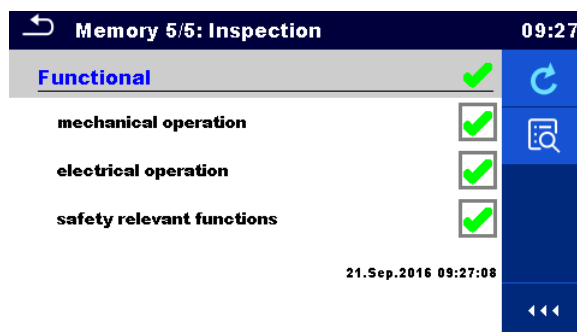 Memory 5/5: Inspection 09:27
Functional
mechanical operation
electrical operation
safety relevant functions
21.Sep.2016 09:27:08